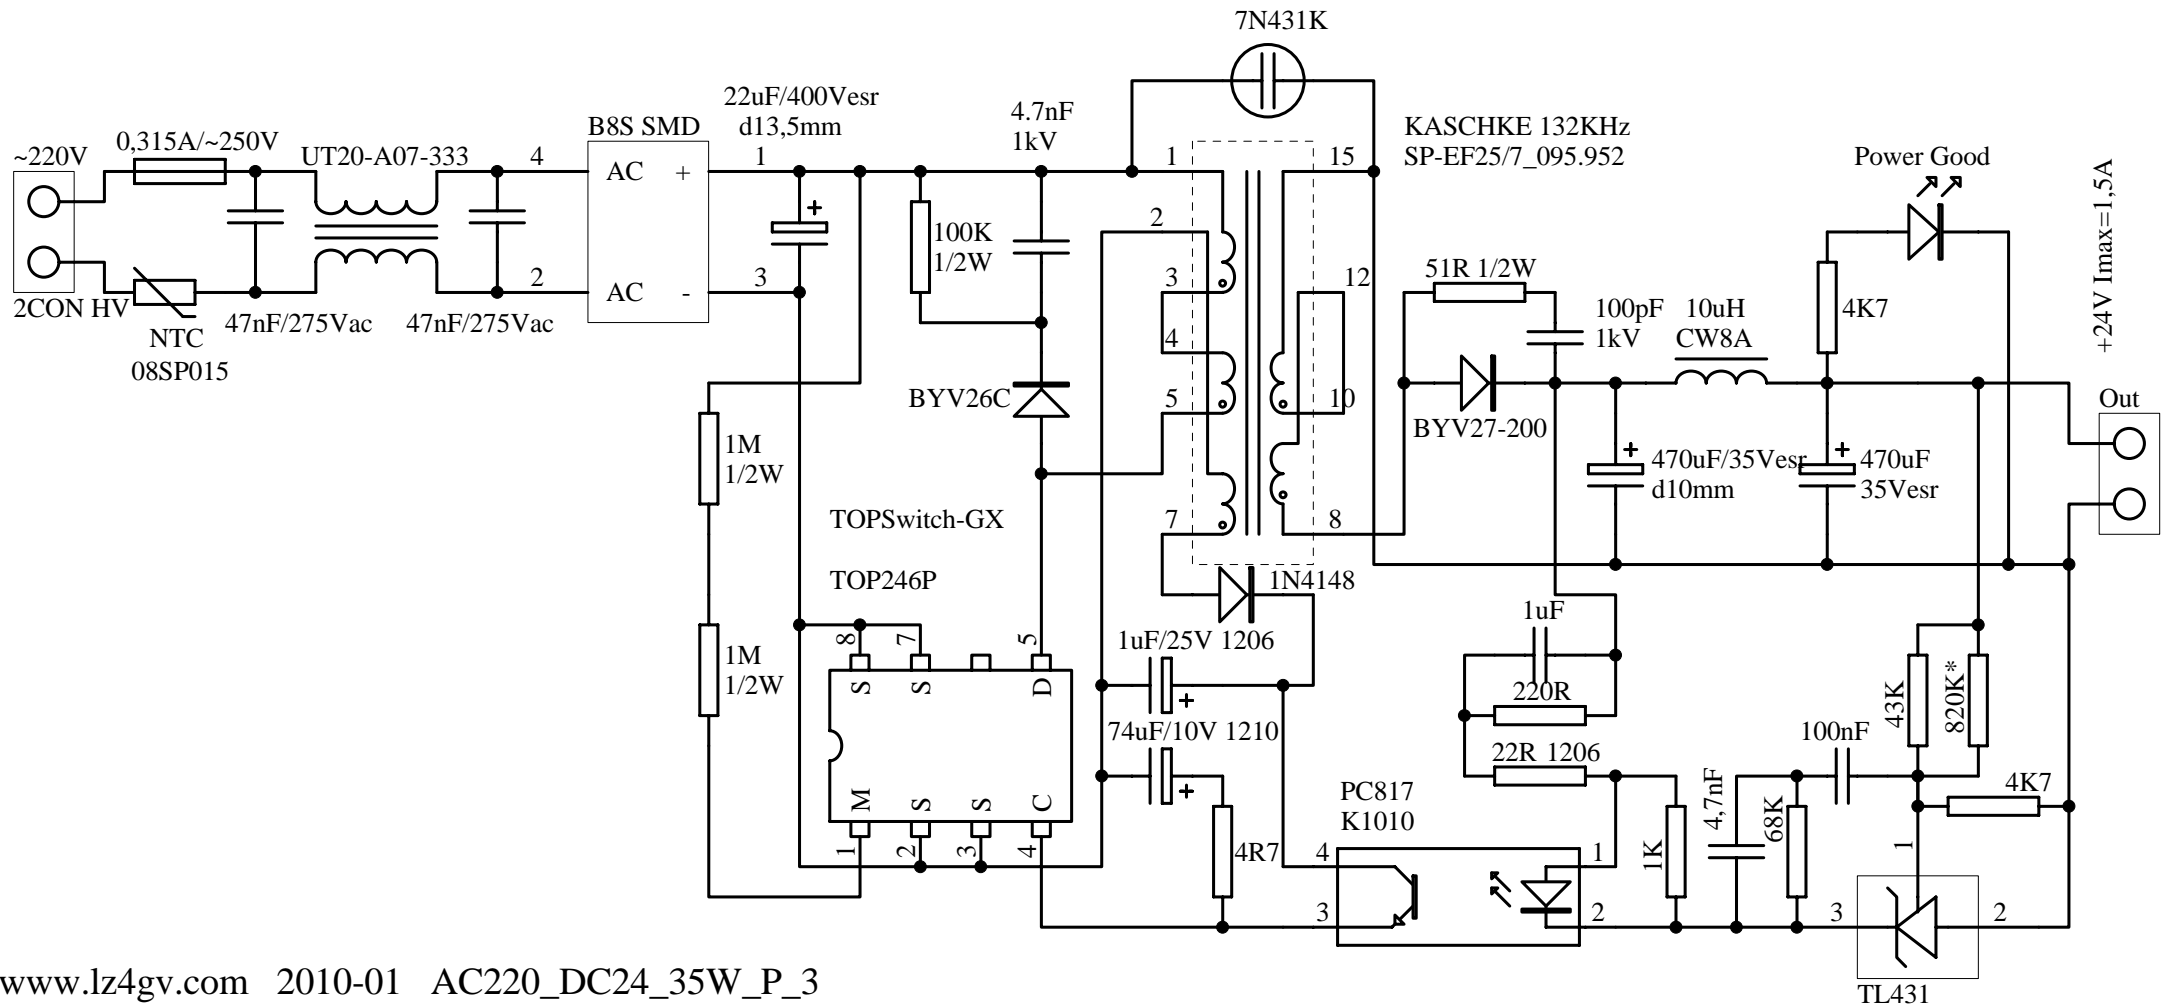 7N431K
~220V
0,315A/~250V
UT20-A07-333
4
2
2CON HV
NTC
08SP015
47nF/275Vac
47nF/275Vac
B8S SMD
AC
+
AC
-
1
3
22uF/400Vesr
d13,5mm
+
100K
1/2W
4.7nF
1kV
BYV26C
1M
1/2W
1M
1/2W
TOPSwitch-GX
TOP246P
8
7
5
S
S
D
M
S
S
C
1
2
3
4
1
2
3
4
5
7
15
12
10
8
KASCHKE 132KHz
SP-EF25/7_095.952
1N4148
1uF/25V 1206
+
74uF/10V 1210
+
4R7
51R 1/2W
100pF
1kV
BYV27-200
10uH
CW8A
+
470uF/35Vesr
d10mm
+
470uF
35Vesr
Power Good
4K7
+24V Imax=1,5A
Out
1uF
220R
22R 1206
PC817
K1010
4
3
1
2
1K
4,7nF
68K
100nF
43K
820K*
4K7
1
3
2
TL431
www.lz4gv.com 2010-01 AC220_DC24_35W_P_3